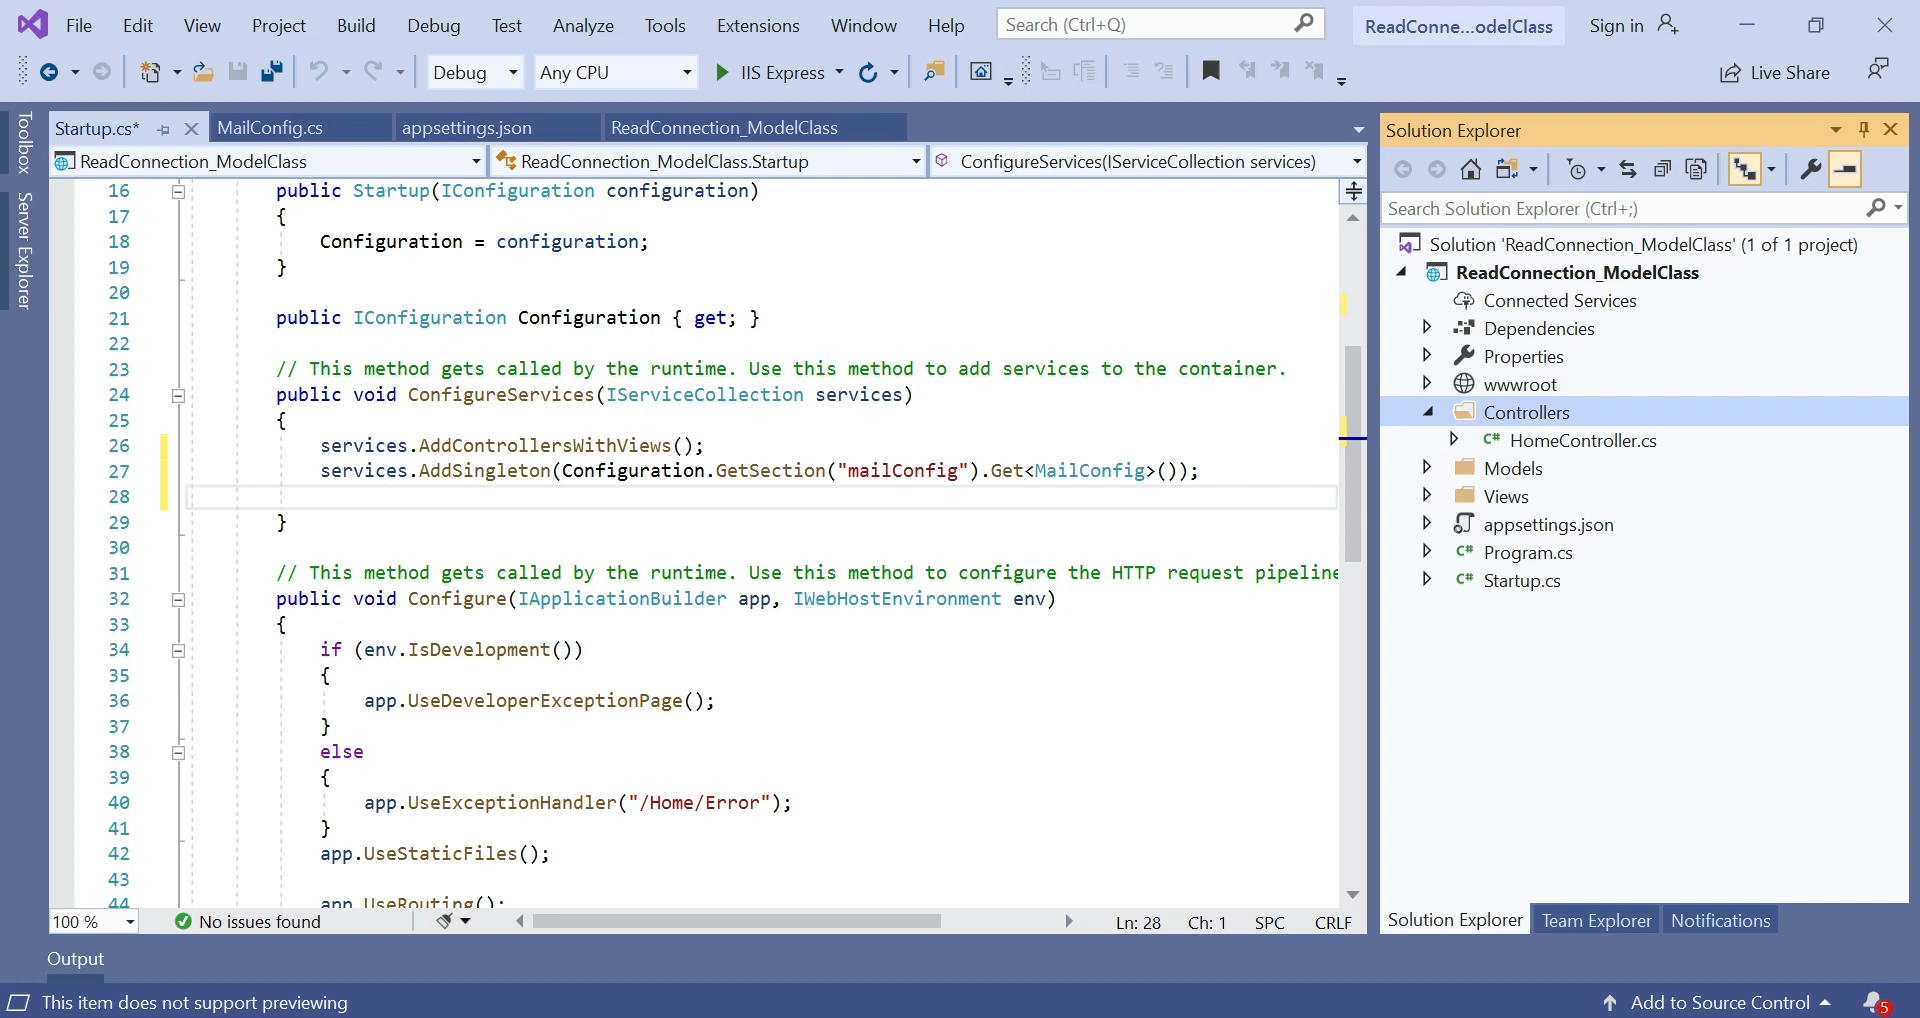 File Edit View Project Build Debug Test Analyze Tools Extensions Window Help Search (Ctrl+Q) ReadConne...odelClass Sign in
Debug Any CPU IIS Express Live Share
Toolbox
Server Explorer
Startup.cs* MailConfig.cs appsettings.json ReadConnection_ModelClass
ReadConnection_ModelClass ReadConnection_ModelClass.Startup ConfigureServices(IServiceCollection services)
16 public Startup(IConfiguration configuration)
17 {
18 Configuration = configuration;
19 }
20
21 public IConfiguration Configuration { get; }
22
23 // This method gets called by the runtime. Use this method to add services to the container.
24 public void ConfigureServices(IServiceCollection services)
25 {
26 services.AddControllersWithViews();
27 services.AddSingleton(Configuration.GetSection("mailConfig").Get<MailConfig>());
28
29 }
30
31 // This method gets called by the runtime. Use this method to configure the HTTP request pipeline
32 public void Configure(IApplicationBuilder app, IWebHostEnvironment env)
33 {
34 if (env.IsDevelopment())
35 {
36 app.UseDeveloperExceptionPage();
37 }
38 else
39 {
40 app.UseExceptionHandler("/Home/Error");
41 }
42 app.UseStaticFiles();
43
44 app.UseRouting();
100 % No issues found Ln: 28 Ch: 1 SPC CRLF
Solution Explorer
Search Solution Explorer (Ctrl+;)
Solution 'ReadConnection_ModelClass' (1 of 1 project)
ReadConnection_ModelClass
Connected Services
Dependencies
Properties
wwwroot
Controllers
C# HomeController.cs
Models
Views
appsettings.json
C# Program.cs
C# Startup.cs
Solution Explorer Team Explorer Notifications
Output
This item does not support previewing Add to Source Control 5